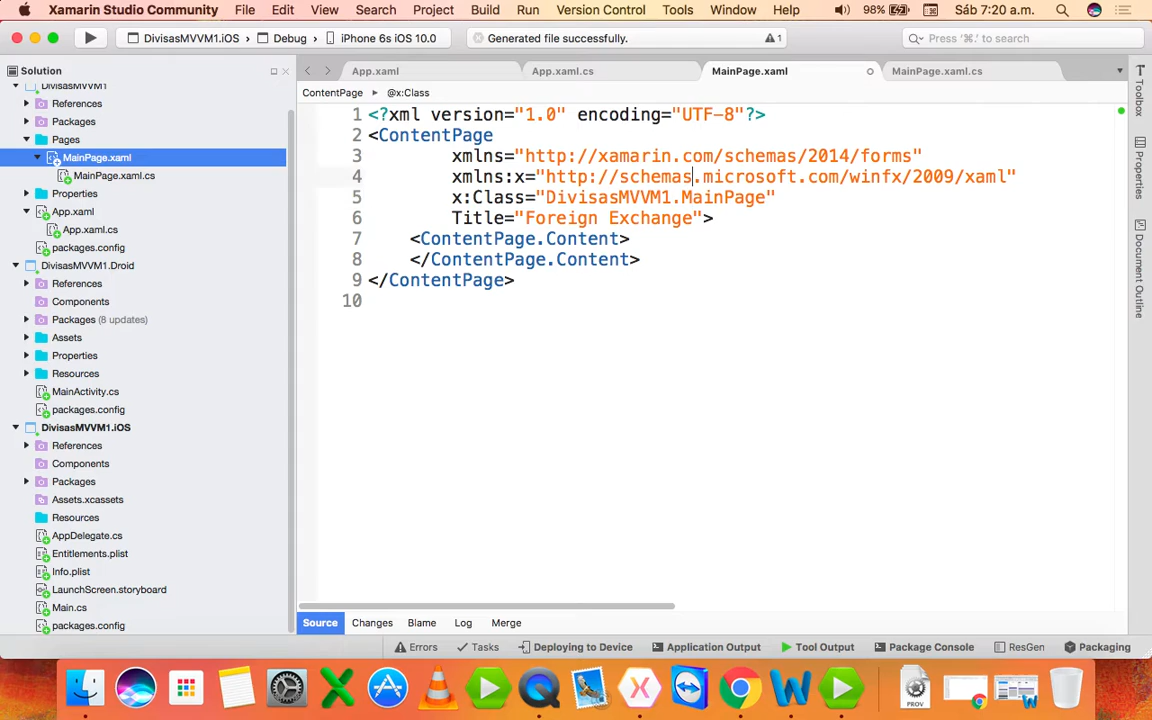 Xamarin Studio Community File Edit View Search Project Build Run Version Control Tools Window Help 98% Sáb 7:20 a.m.
DivisasMVVM1.iOS Debug iPhone 6s iOS 10.0 Generated file successfully. 1 Press '⌘.' to search
Solution App.xaml App.xaml.cs MainPage.xaml MainPage.xaml.cs
ContentPage @x:Class
DivisasMVVM1
References
Packages
Pages
MainPage.xaml
MainPage.xaml.cs
Properties
App.xaml
App.xaml.cs
packages.config
DivisasMVVM1.Droid
References
Components
Packages (8 updates)
Assets
Properties
Resources
MainActivity.cs
packages.config
DivisasMVVM1.iOS
References
Components
Packages
Assets.xcassets
Resources
AppDelegate.cs
Entitlements.plist
Info.plist
LaunchScreen.storyboard
Main.cs
packages.config
1 <?xml version="1.0" encoding="UTF-8"?>
2 <ContentPage
3 xmlns="http://xamarin.com/schemas/2014/forms"
4 xmlns:x="http://schemas.microsoft.com/winfx/2009/xaml"
5 x:Class="DivisasMVVM1.MainPage"
6 Title="Foreign Exchange">
7 <ContentPage.Content>
8 </ContentPage.Content>
9 </ContentPage>
10
Toolbox
Properties
Document Outline
Source Changes Blame Log Merge
Errors Tasks Deploying to Device Application Output Tool Output Package Console ResGen Packaging
PROV